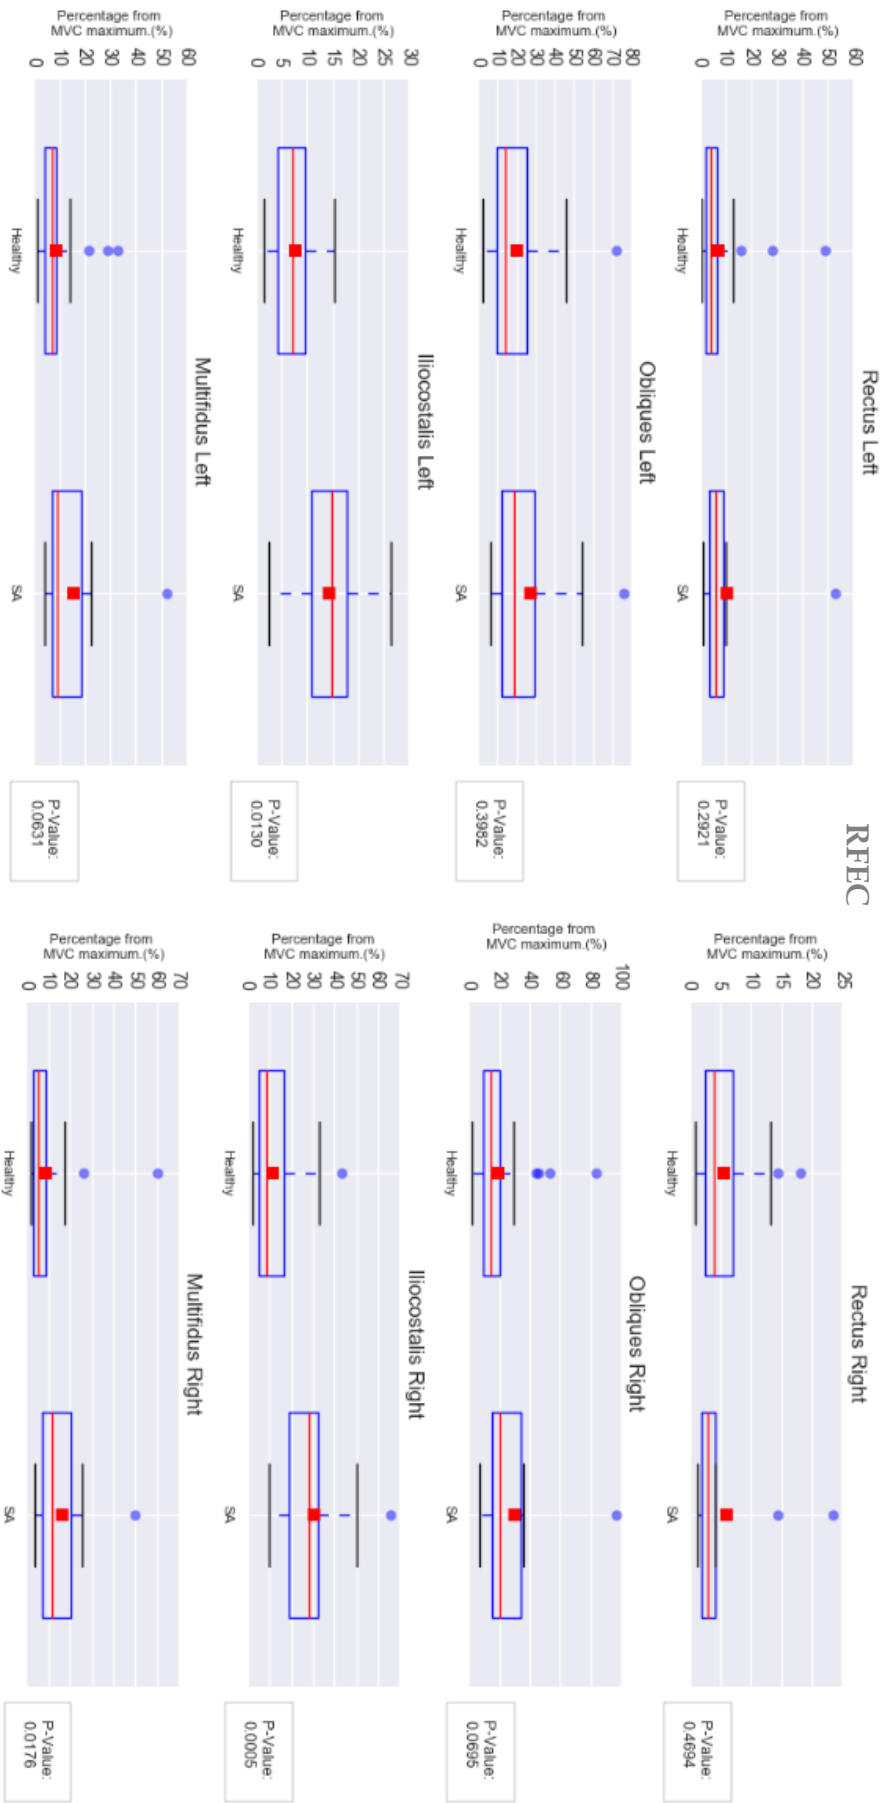 RFEC
Rectus Left
Percentage from
MVC maximum.(%)
60
50
40
30
20
10
0
Healthy
SA
P-Value:
0.2921
Rectus Right
Percentage from
MVC maximum.(%)
25
20
15
10
5
0
Healthy
SA
P-Value:
0.4694
Obliques Left
Percentage from
MVC maximum.(%)
80
70
60
50
40
30
20
10
0
Healthy
SA
P-Value:
0.3982
Obliques Right
Percentage from
MVC maximum.(%)
100
80
60
40
20
0
Healthy
SA
P-Value:
0.0695
Iliocostalis Left
Percentage from
MVC maximum.(%)
30
25
20
15
10
5
0
Healthy
SA
P-Value:
0.0130
Iliocostalis Right
Percentage from
MVC maximum.(%)
70
60
50
40
30
20
10
0
Healthy
SA
P-Value:
0.0005
Multifidus Left
Percentage from
MVC maximum.(%)
60
50
40
30
20
10
0
Healthy
SA
P-Value:
0.0631
Multifidus Right
Percentage from
MVC maximum.(%)
70
60
50
40
30
20
10
0
Healthy
SA
P-Value:
0.0176